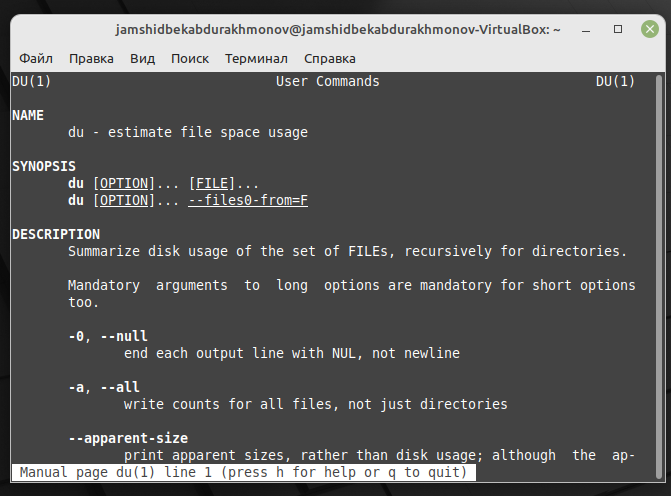 jamshidbekabdurakhmonov@jamshidbekabdurakhmonov-VirtualBox: ~
Файл Правка Вид Поиск Терминал Справка
DU(1) User Commands DU(1)
NAME
du - estimate file space usage
SYNOPSIS
du [OPTION]... [FILE]...
du [OPTION]... --files0-from=F
DESCRIPTION
Summarize disk usage of the set of FILEs, recursively for directories.
Mandatory arguments to long options are mandatory for short options
too.
-0, --null
end each output line with NUL, not newline
-a, --all
write counts for all files, not just directories
--apparent-size
print apparent sizes, rather than disk usage; although the ap-
Manual page du(1) line 1 (press h for help or q to quit)